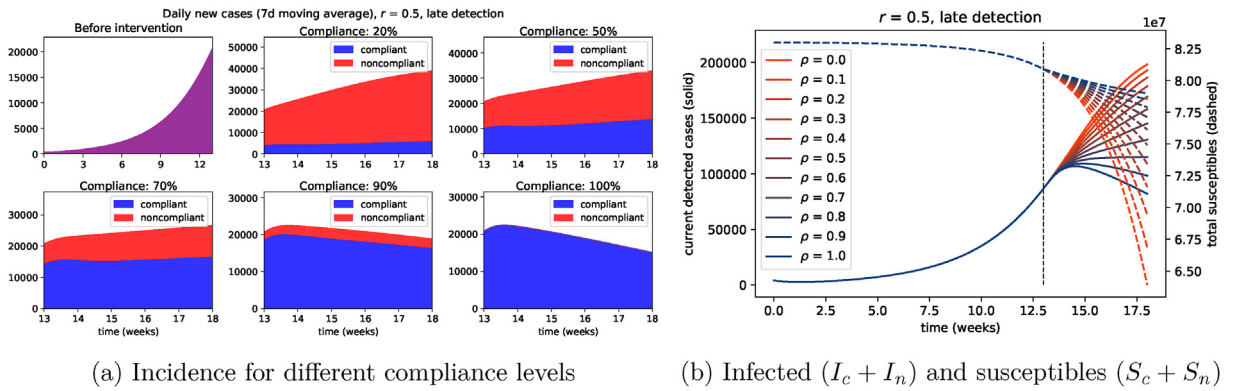 Daily new cases (7d moving average), r = 0.5, late detection
Before intervention
20000
15000
10000
5000
0
0 3 6 9 12
Compliance: 20%
compliant
noncompliant
50000
40000
30000
20000
10000
0
13 14 15 16 17 18
Compliance: 50%
compliant
noncompliant
40000
30000
20000
10000
0
13 14 15 16 17 18
Compliance: 70%
compliant
noncompliant
30000
20000
10000
0
13 14 15 16 17 18
time (weeks)
Compliance: 90%
compliant
noncompliant
30000
20000
10000
0
13 14 15 16 17 18
time (weeks)
Compliance: 100%
compliant
noncompliant
30000
20000
10000
0
13 14 15 16 17 18
time (weeks)
(a) Incidence for different compliance levels
r = 0.5, late detection
1e7
current detected cases (solid)
200000
150000
100000
50000
0
ρ = 0.0
ρ = 0.1
ρ = 0.2
ρ = 0.3
ρ = 0.4
ρ = 0.5
ρ = 0.6
ρ = 0.7
ρ = 0.8
ρ = 0.9
ρ = 1.0
8.25
8.00
7.75
7.50
7.25
7.00
6.75
6.50
total susceptibles (dashed)
0.0 2.5 5.0 7.5 10.0 12.5 15.0 17.5
time (weeks)
(b) Infected (I_c + I_n) and susceptibles (S_c + S_n)